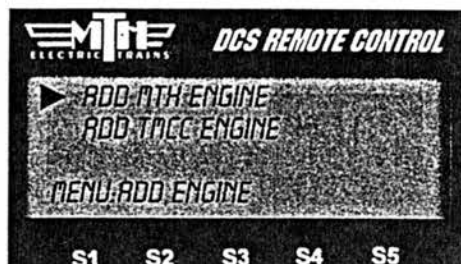 MTH
ELECTRIC TRAINS
DCS REMOTE CONTROL
ADD MTH ENGINE
ADD TMCC ENGINE
MENU:ADD ENGINE
S1 S2 S3 S4 S5